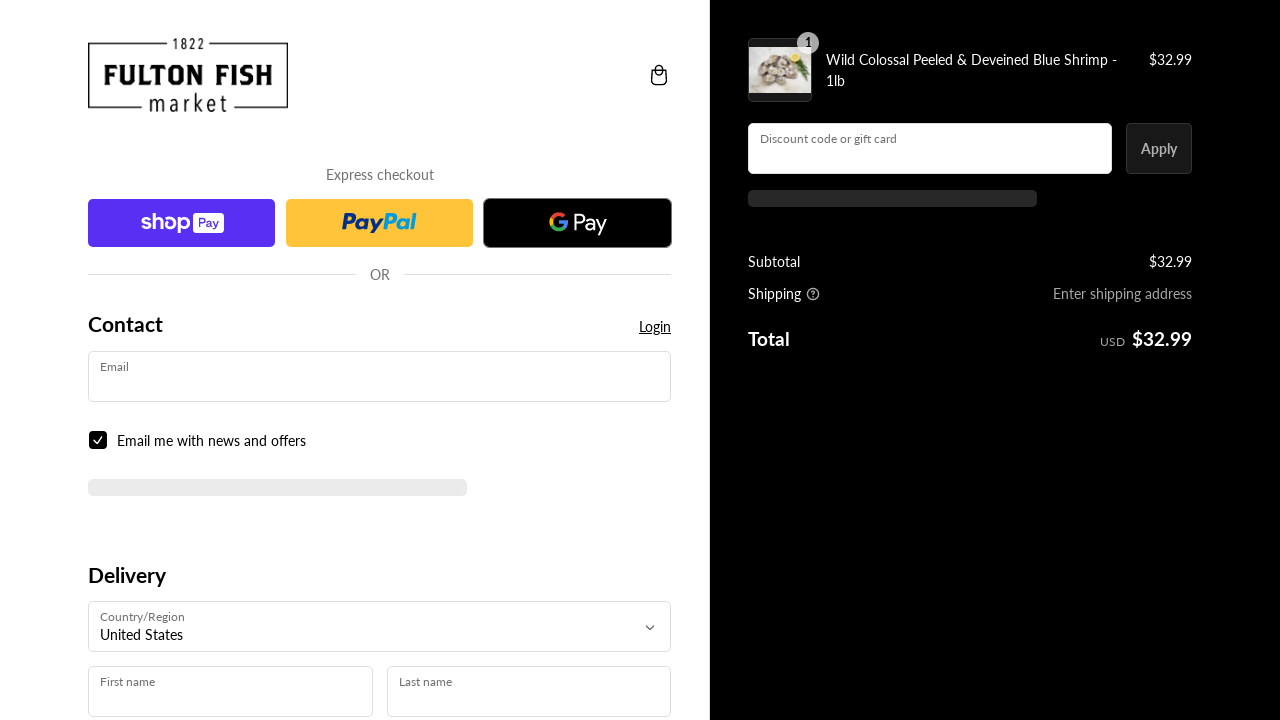 1822
FULTON FISH
market
Express checkout
shop Pay
PayPal
G Pay
OR
Contact
Login
Email
Email me with news and offers
Delivery
Country/Region
United States
First name
Last name
1
Wild Colossal Peeled & Deveined Blue Shrimp -
1lb
$32.99
Discount code or gift card
Apply
Subtotal
$32.99
Shipping
Enter shipping address
Total
USD $32.99